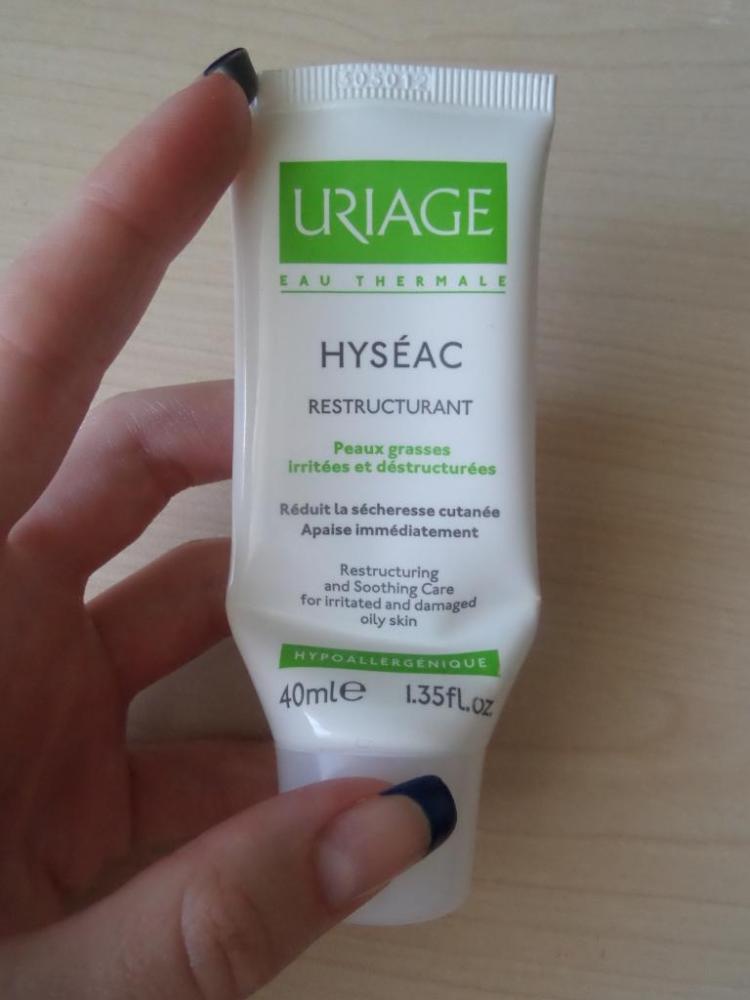 305012
URIAGE
EAU THERMALE
HYSÉAC
RESTRUCTURANT
Peaux grasses
irritées et déstructurées
Réduit la sécheresse cutanée
Apaise immédiatement
Restructuring
and Soothing Care
for irritated and damaged
oily skin
HYPOALLERGÉNIQUE
40ml℮ 1.35fl.oz